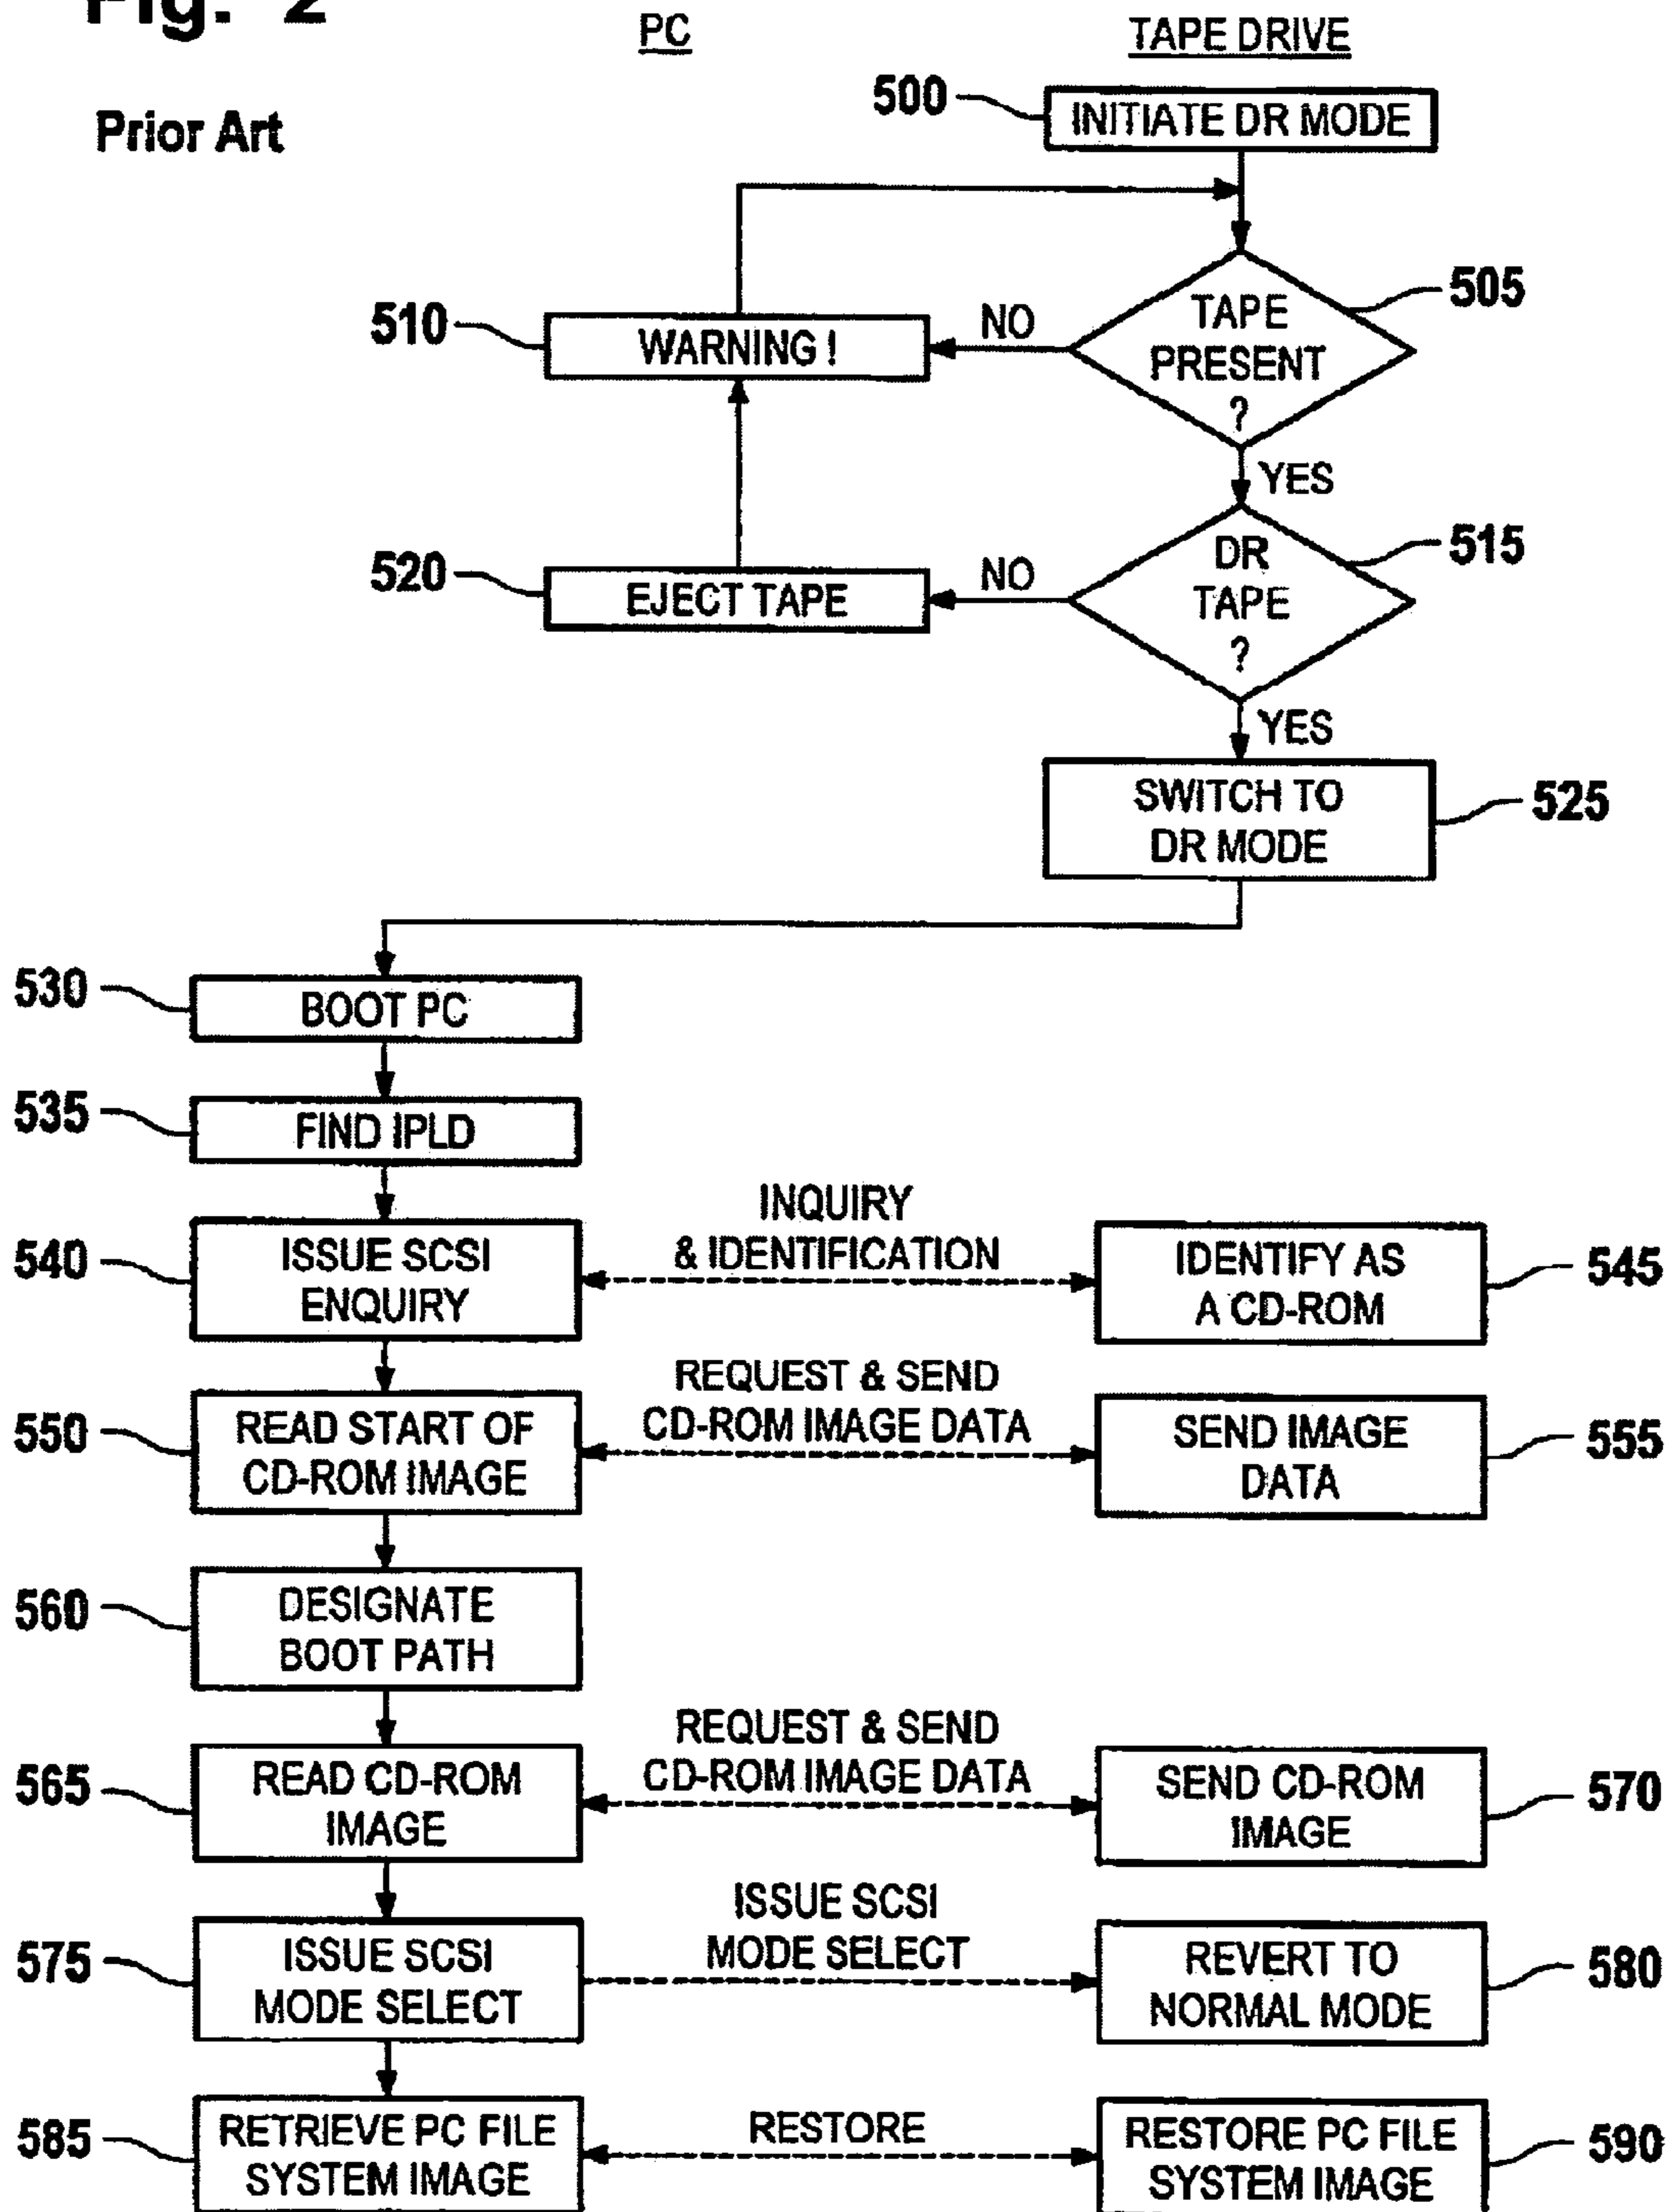 Fig. 2
PC
TAPE DRIVE
Prior Art
500
INITIATE DR MODE
505
TAPE
PRESENT
?
NO
510
WARNING !
YES
515
DR
TAPE
?
NO
520
EJECT TAPE
YES
SWITCH TO
DR MODE
525
530
BOOT PC
535
FIND IPLD
540
ISSUE SCSI
ENQUIRY
INQUIRY
& IDENTIFICATION
IDENTIFY AS
A CD-ROM
545
550
READ START OF
CD-ROM IMAGE
REQUEST & SEND
CD-ROM IMAGE DATA
SEND IMAGE
DATA
555
560
DESIGNATE
BOOT PATH
565
READ CD-ROM
IMAGE
REQUEST & SEND
CD-ROM IMAGE DATA
SEND CD-ROM
IMAGE
570
575
ISSUE SCSI
MODE SELECT
ISSUE SCSI
MODE SELECT
REVERT TO
NORMAL MODE
580
585
RETRIEVE PC FILE
SYSTEM IMAGE
RESTORE
RESTORE PC FILE
SYSTEM IMAGE
590